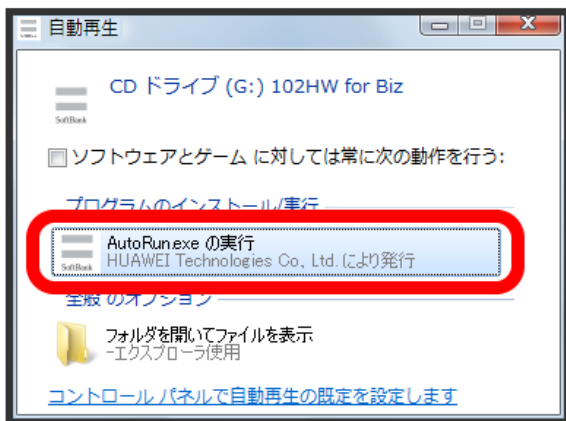 自動再生
CD ドライブ (G:) 102HW for Biz
SoftBank
ソフトウェアとゲーム に対しては常に次の動作を行う:
プログラムのインストール/実行
AutoRun.exe の実行
SoftBank
HUAWEI Technologies Co., Ltd. により発行
全般 のオプション
フォルダを開いてファイルを表示
-エクスプローラ使用
コントロール パネルで自動再生の既定を設定します